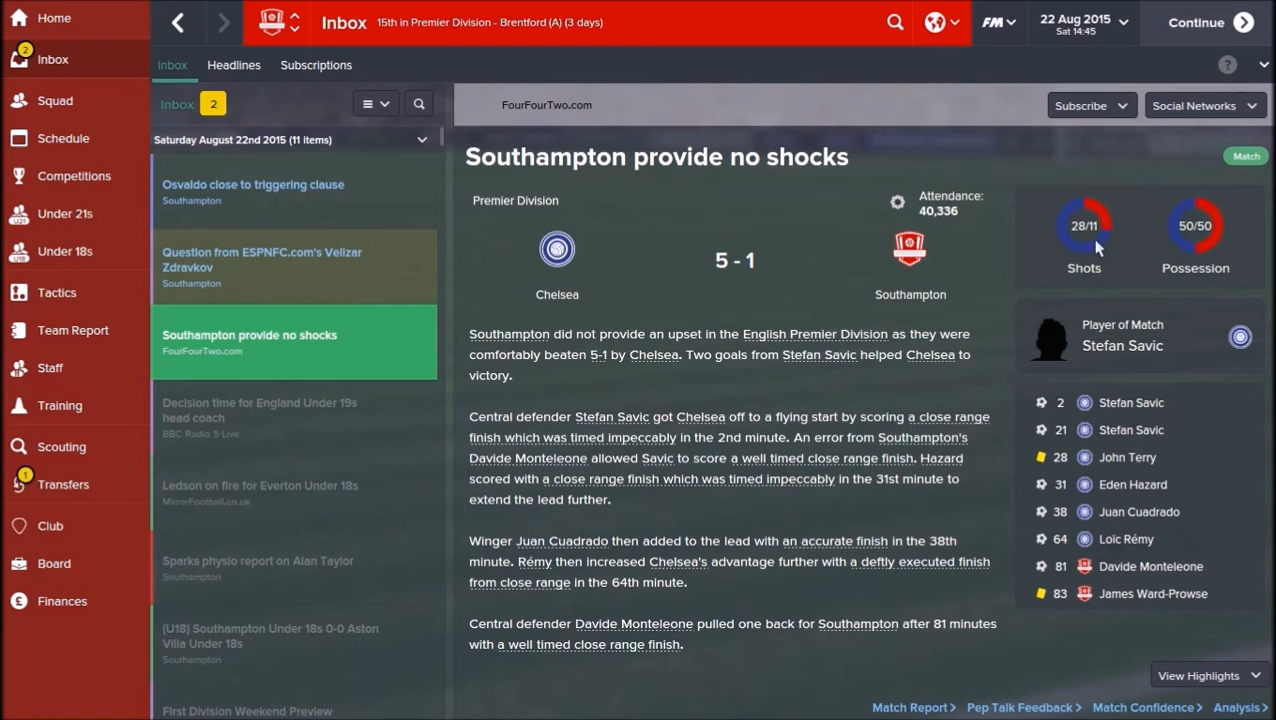 Home
2
Inbox
Squad
Schedule
Competitions
U21
Under 21s
U18
Under 18s
Tactics
Team Report
Staff
Training
Scouting
1
Transfers
Club
Board
Finances
Inbox 15th in Premier Division - Brentford (A) (3 days)
FM
22 Aug 2015
Sat 14:45
Continue
Inbox Headlines Subscriptions
?
Inbox 2
Saturday August 22nd 2015 (11 items)
Osvaldo close to triggering clause
Southampton
Question from ESPNFC.com's Velizar
Zdravkov
Southampton
Southampton provide no shocks
FourFourTwo.com
Decision time for England Under 19s
head coach
BBC Radio 5 Live
Ledson on fire for Everton Under 18s
MirrorFootball.co.uk
Sparks physio report on Alan Taylor
Southampton
(U18) Southampton Under 18s 0-0 Aston
Villa Under 18s
Southampton
First Division Weekend Preview
FourFourTwo.com
Subscribe
Social Networks
Southampton provide no shocks
Match
Premier Division
Attendance:
40,336
5 - 1
Chelsea
Southampton
28/11
Shots
50/50
Possession
Southampton did not provide an upset in the English Premier Division as they were
comfortably beaten 5-1 by Chelsea. Two goals from Stefan Savic helped Chelsea to
victory.
Central defender Stefan Savic got Chelsea off to a flying start by scoring a close range
finish which was timed impeccably in the 2nd minute. An error from Southampton's
Davide Monteleone allowed Savic to score a well timed close range finish. Hazard
scored with a close range finish which was timed impeccably in the 31st minute to
extend the lead further.
Winger Juan Cuadrado then added to the lead with an accurate finish in the 38th
minute. Rémy then increased Chelsea's advantage further with a deftly executed finish
from close range in the 64th minute.
Central defender Davide Monteleone pulled one back for Southampton after 81 minutes
with a well timed close range finish.
Player of Match
Stefan Savic
2 Stefan Savic
21 Stefan Savic
28 John Terry
31 Eden Hazard
38 Juan Cuadrado
64 Loïc Rémy
81 Davide Monteleone
83 James Ward-Prowse
View Highlights
Match Report> Pep Talk Feedback> Match Confidence> Analysis>